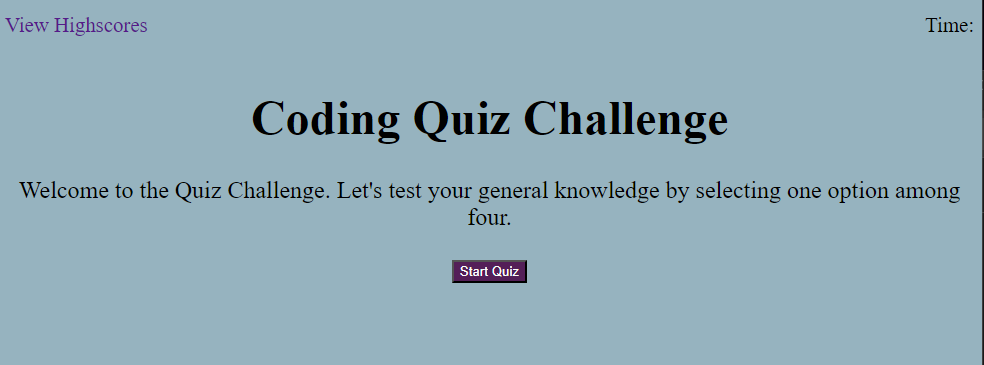 View Highscores
Time:
Coding Quiz Challenge
Welcome to the Quiz Challenge. Let's test your general knowledge by selecting one option among
four.
Start Quiz